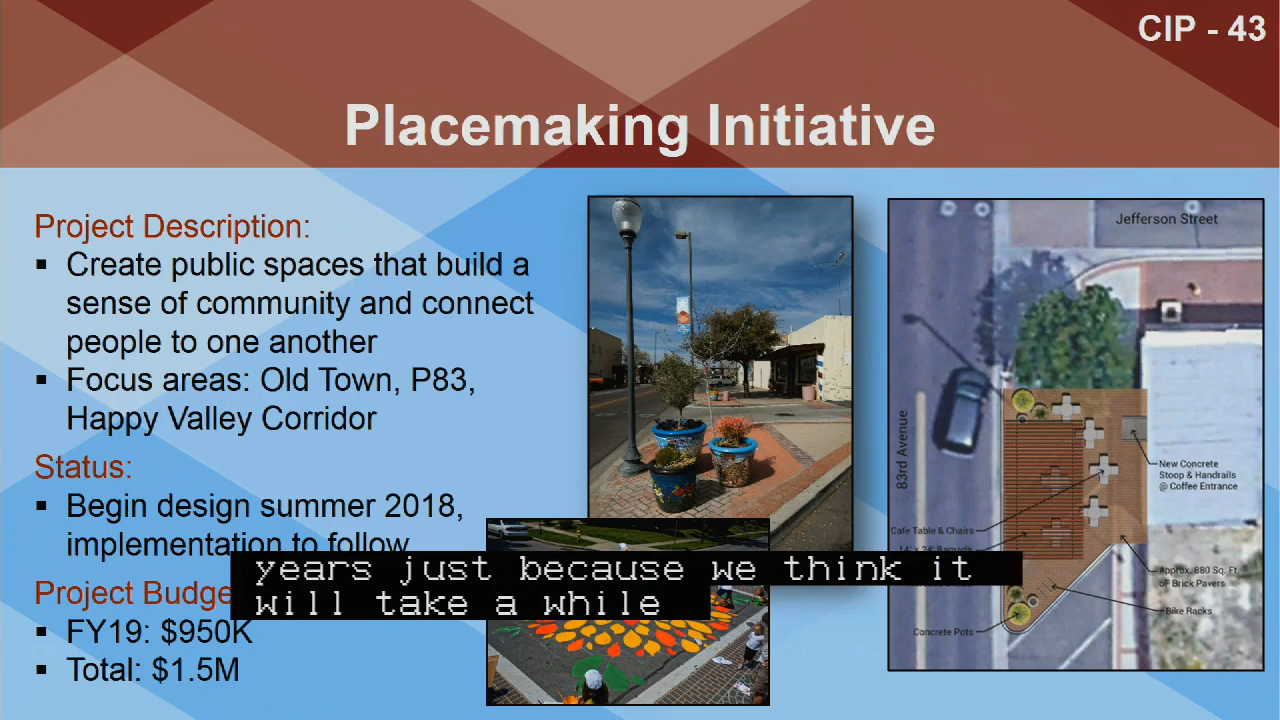 CIP - 43
Placemaking Initiative
Project Description:
▪ Create public spaces that build a
sense of community and connect
people to one another
▪ Focus areas: Old Town, P83,
Happy Valley Corridor
Status:
▪ Begin design summer 2018,
implementation to follow
Project Budge
▪ FY19: $950K
▪ Total: $1.5M
years just because we think it
will take a while
Jefferson Street
83rd Avenue
New Concrete
Stoop & Handrails
@ Coffee Entrance
Cafe Table & Chairs
Approx. 880 Sq. Ft.
of Brick Pavers
Bike Racks
Concrete Pots